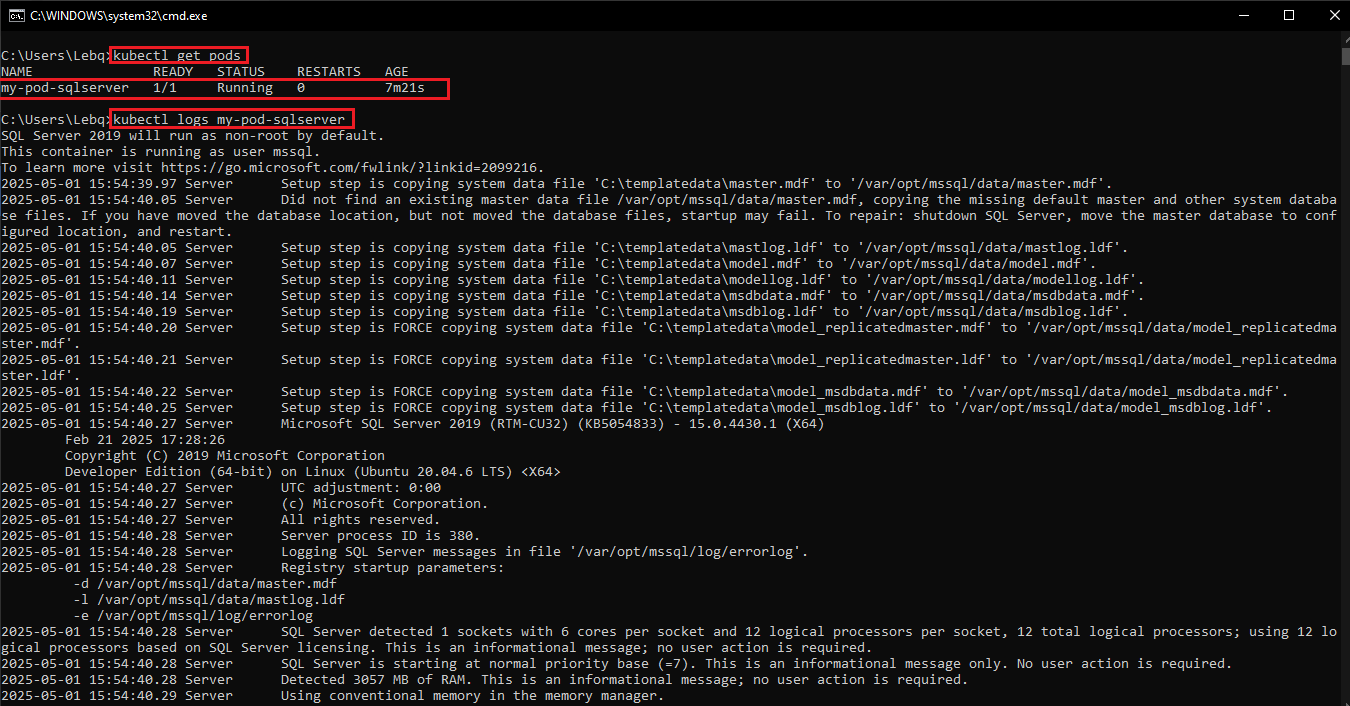 C:\WINDOWS\system32\cmd.exe
C:\Users\Lebq>kubectl get pods
NAME               READY   STATUS    RESTARTS   AGE
my-pod-sqlserver   1/1     Running   0          7m21s
C:\Users\Lebq>kubectl logs my-pod-sqlserver
SQL Server 2019 will run as non-root by default.
This container is running as user mssql.
To learn more visit https://go.microsoft.com/fwlink/?linkid=2099216.
2025-05-01 15:54:39.97 Server      Setup step is copying system data file 'C:\templatedata\master.mdf' to '/var/opt/mssql/data/master.mdf'.
2025-05-01 15:54:40.05 Server      Did not find an existing master data file /var/opt/mssql/data/master.mdf, copying the missing default master and other system databa
se files. If you have moved the database location, but not moved the database files, startup may fail. To repair: shutdown SQL Server, move the master database to conf
igured location, and restart.
2025-05-01 15:54:40.05 Server      Setup step is copying system data file 'C:\templatedata\mastlog.ldf' to '/var/opt/mssql/data/mastlog.ldf'.
2025-05-01 15:54:40.07 Server      Setup step is copying system data file 'C:\templatedata\model.mdf' to '/var/opt/mssql/data/model.mdf'.
2025-05-01 15:54:40.11 Server      Setup step is copying system data file 'C:\templatedata\modellog.ldf' to '/var/opt/mssql/data/modellog.ldf'.
2025-05-01 15:54:40.14 Server      Setup step is copying system data file 'C:\templatedata\msdbdata.mdf' to '/var/opt/mssql/data/msdbdata.mdf'.
2025-05-01 15:54:40.19 Server      Setup step is copying system data file 'C:\templatedata\msdblog.ldf' to '/var/opt/mssql/data/msdblog.ldf'.
2025-05-01 15:54:40.20 Server      Setup step is FORCE copying system data file 'C:\templatedata\model_replicatedmaster.mdf' to '/var/opt/mssql/data/model_replicatedma
ster.mdf'.
2025-05-01 15:54:40.21 Server      Setup step is FORCE copying system data file 'C:\templatedata\model_replicatedmaster.ldf' to '/var/opt/mssql/data/model_replicatedma
ster.ldf'.
2025-05-01 15:54:40.22 Server      Setup step is FORCE copying system data file 'C:\templatedata\model_msdbdata.mdf' to '/var/opt/mssql/data/model_msdbdata.mdf'.
2025-05-01 15:54:40.25 Server      Setup step is FORCE copying system data file 'C:\templatedata\model_msdblog.ldf' to '/var/opt/mssql/data/model_msdblog.ldf'.
2025-05-01 15:54:40.27 Server      Microsoft SQL Server 2019 (RTM-CU32) (KB5054833) - 15.0.4430.1 (X64)
        Feb 21 2025 17:28:26
        Copyright (C) 2019 Microsoft Corporation
        Developer Edition (64-bit) on Linux (Ubuntu 20.04.6 LTS) <X64>
2025-05-01 15:54:40.27 Server      UTC adjustment: 0:00
2025-05-01 15:54:40.27 Server      (c) Microsoft Corporation.
2025-05-01 15:54:40.27 Server      All rights reserved.
2025-05-01 15:54:40.28 Server      Server process ID is 380.
2025-05-01 15:54:40.28 Server      Logging SQL Server messages in file '/var/opt/mssql/log/errorlog'.
2025-05-01 15:54:40.28 Server      Registry startup parameters:
         -d /var/opt/mssql/data/master.mdf
         -l /var/opt/mssql/data/mastlog.ldf
         -e /var/opt/mssql/log/errorlog
2025-05-01 15:54:40.28 Server      SQL Server detected 1 sockets with 6 cores per socket and 12 logical processors per socket, 12 total logical processors; using 12 lo
gical processors based on SQL Server licensing. This is an informational message; no user action is required.
2025-05-01 15:54:40.28 Server      SQL Server is starting at normal priority base (=7). This is an informational message only. No user action is required.
2025-05-01 15:54:40.28 Server      Detected 3057 MB of RAM. This is an informational message; no user action is required.
2025-05-01 15:54:40.29 Server      Using conventional memory in the memory manager.